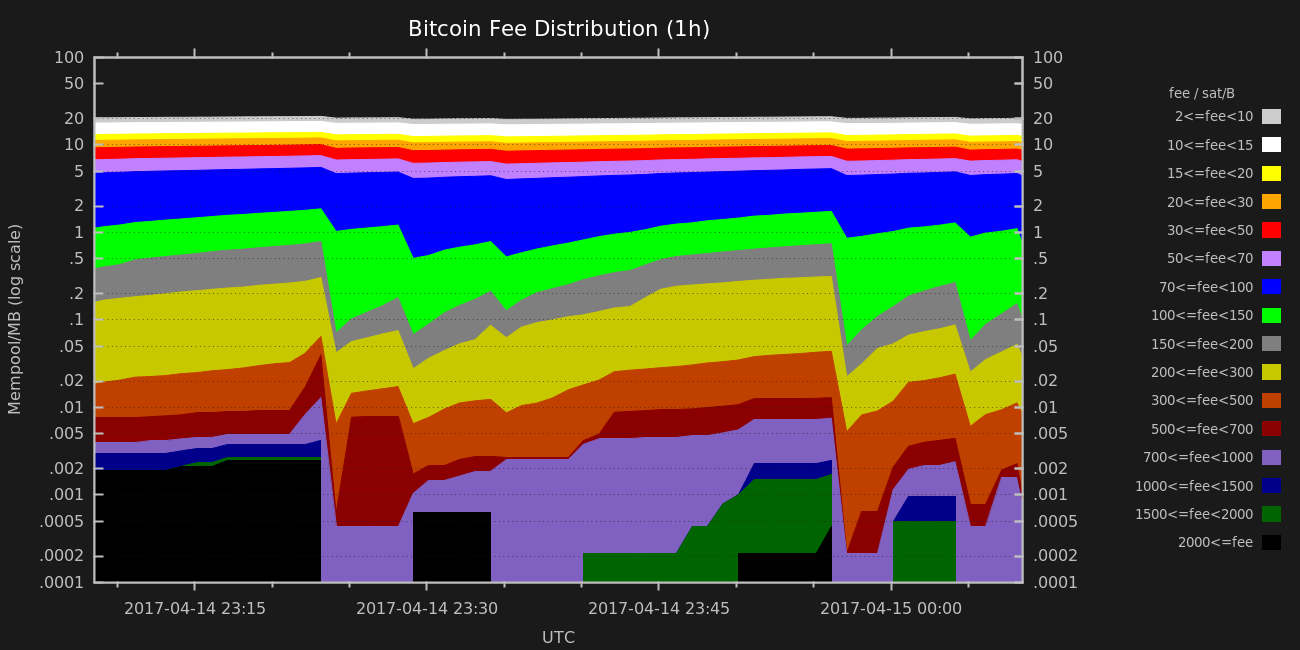 Bitcoin Fee Distribution (1h)
Mempool/MB (log scale)
100
50
20
10
5
2
1
.5
.2
.1
.05
.02
.01
.005
.002
.001
.0005
.0002
.0001
100
50
20
10
5
2
1
.5
.2
.1
.05
.02
.01
.005
.002
.001
.0005
.0002
.0001
2017-04-14 23:15
2017-04-14 23:30
2017-04-14 23:45
2017-04-15 00:00
UTC
fee / sat/B
2<=fee<10
10<=fee<15
15<=fee<20
20<=fee<30
30<=fee<50
50<=fee<70
70<=fee<100
100<=fee<150
150<=fee<200
200<=fee<300
300<=fee<500
500<=fee<700
700<=fee<1000
1000<=fee<1500
1500<=fee<2000
2000<=fee